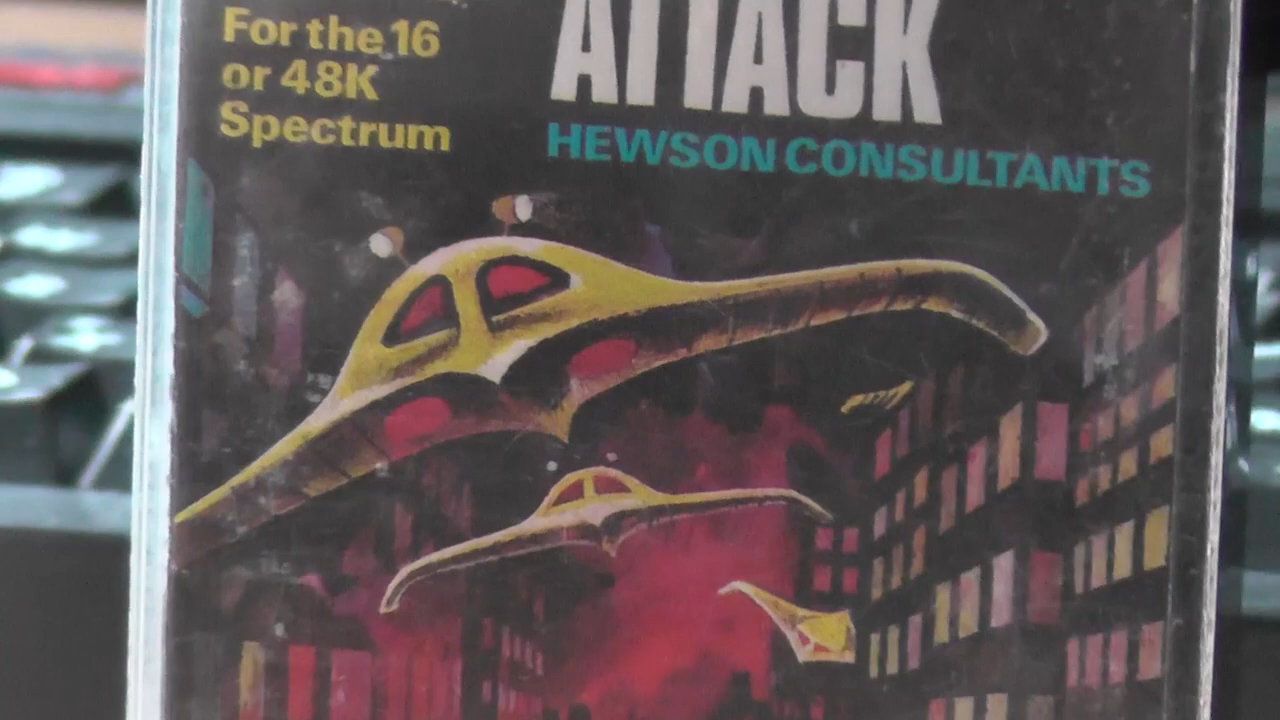 For the 16
or 48K
Spectrum
ATTACK
HEWSON CONSULTANTS